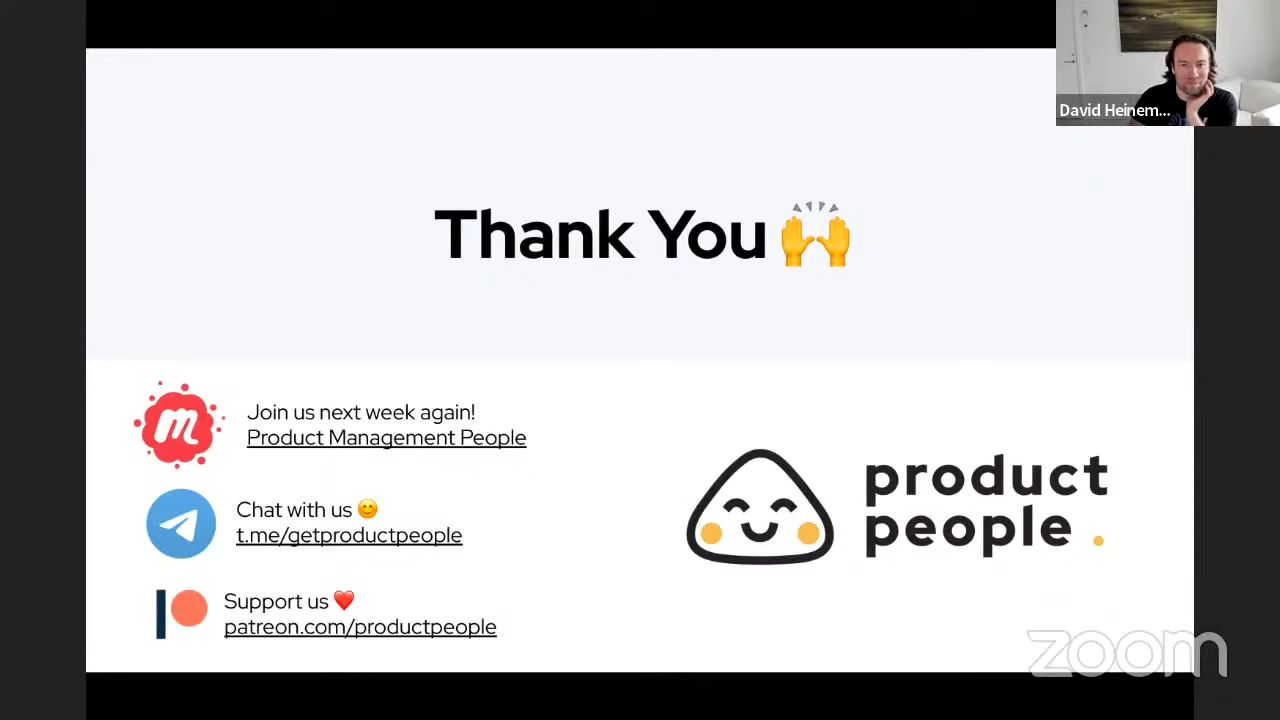 David Heinem...
Thank You 🙌
Join us next week again!
Product Management People
Chat with us 😊
t.me/getproductpeople
Support us ❤️
patreon.com/productpeople
product
people.
zoom